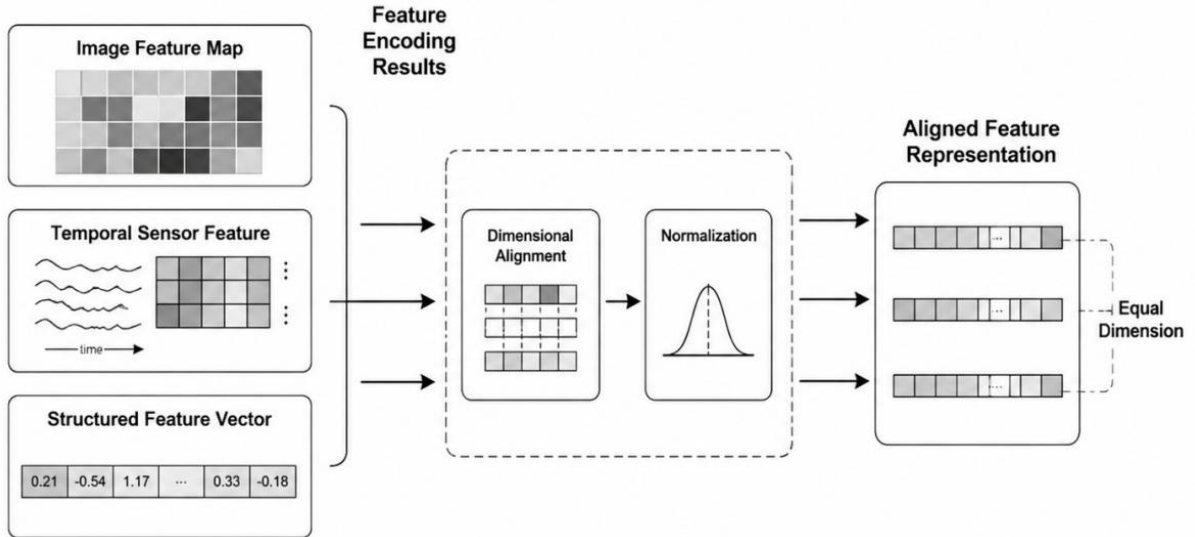 Image Feature Map
Temporal Sensor Feature
time
Structured Feature Vector
0.21 -0.54 1.17 ... 0.33 -0.18
Feature
Encoding
Results
Dimensional
Alignment
Normalization
Aligned Feature
Representation
...
...
...
Equal
Dimension